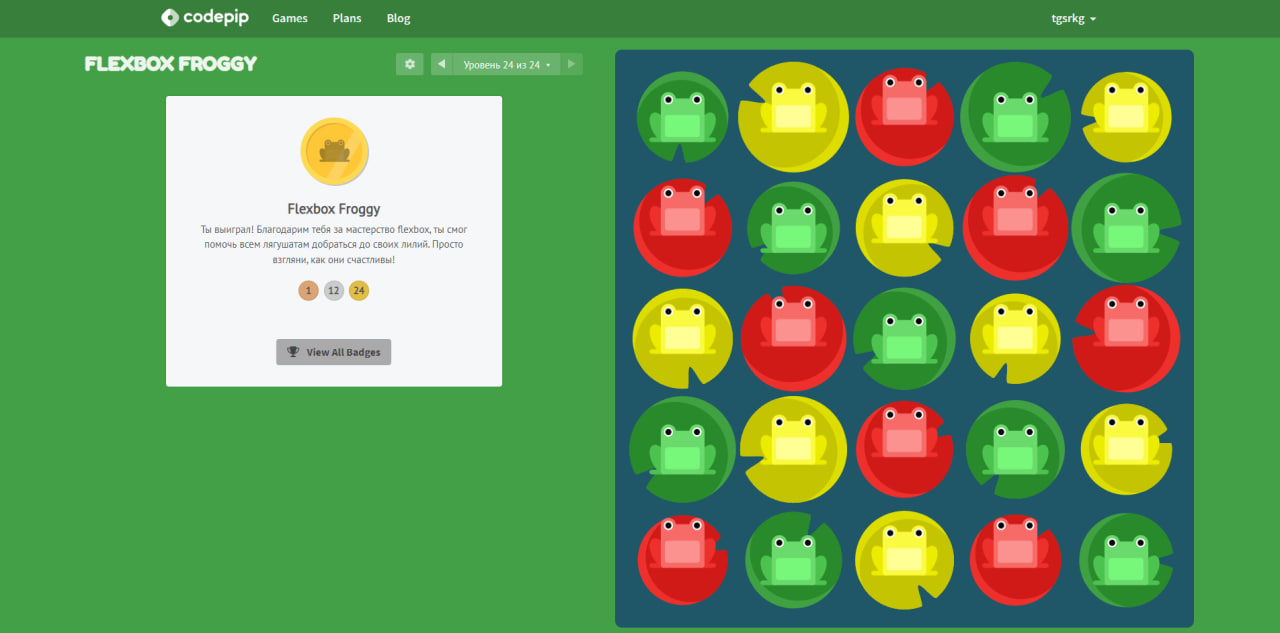 codepip Games Plans Blog tgsrkg
FLEXBOX FROGGY
Уровень 24 из 24
Flexbox Froggy
Ты выиграл! Благодарим тебя за мастерство flexbox, ты смог
помочь всем лягушатам добраться до своих лилий. Просто
взгляни, как они счастливы!
1 12 24
View All Badges